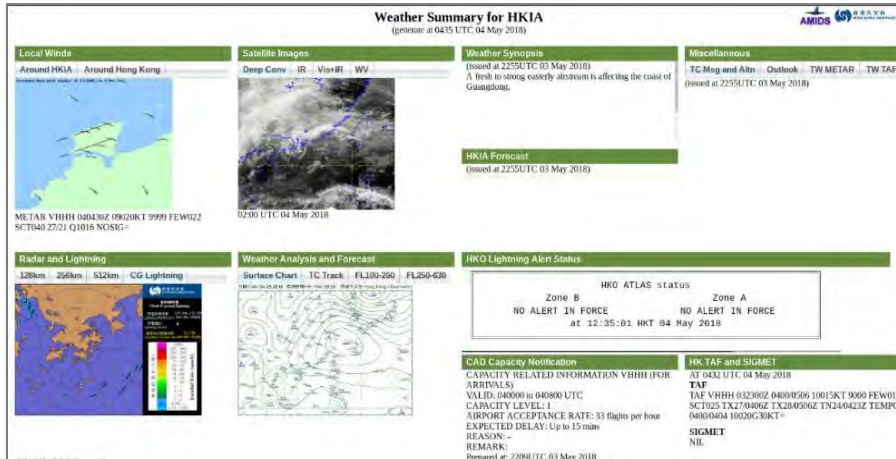 Weather Summary for HKIA
(generate at 0435 UTC 04 May 2018)
AMIDS
Local Winds
Around HKIA Around Hong Kong
METAR VHHH 040430Z 09020KT 9999 FEW022
SCT040 27/21 Q1016 NOSIG=
Satellite Images
Deep Conv IR Vis+IR WV
02:00 UTC 04 May 2018
Weather Synopsis
(issued at 2255UTC 03 May 2018)
A fresh to strong easterly airstream is affecting the coast of
Guangdong.
HKIA Forecast
(issued at 2255UTC 03 May 2018)
Miscellaneous
TC Msg and Altn Outlook TW METAR TW TAF
(issued at 2255UTC 03 May 2018)
Radar and Lightning
128km 256km 512km CG Lightning
Weather Analysis and Forecast
Surface Chart TC Track FL100-250 FL250-630
HKO Lightning Alert Status
HKO ATLAS status
Zone B Zone A
NO ALERT IN FORCE NO ALERT IN FORCE
at 12:35:01 HKT 04 May 2018
CAD Capacity Notification
CAPACITY RELATED INFORMATION VHHH (FOR
ARRIVALS)
VALID: 040000 to 040800 UTC
CAPACITY LEVEL: 1
AIRPORT ACCEPTANCE RATE: 33 flights per hour
EXPECTED DELAY: Up to 15 mins
REASON: -
REMARK:
Prepared at: 2209UTC 03 May 2018
HK TAF and SIGMET
AT 0432 UTC 04 May 2018
TAF
TAF VHHH 032300Z 0400/0506 10015KT 9000 FEW01
SCT025 TX27/0406Z TX28/0506Z TN24/0423Z TEMPO
0400/0404 10020G30KT=
SIGMET
NIL